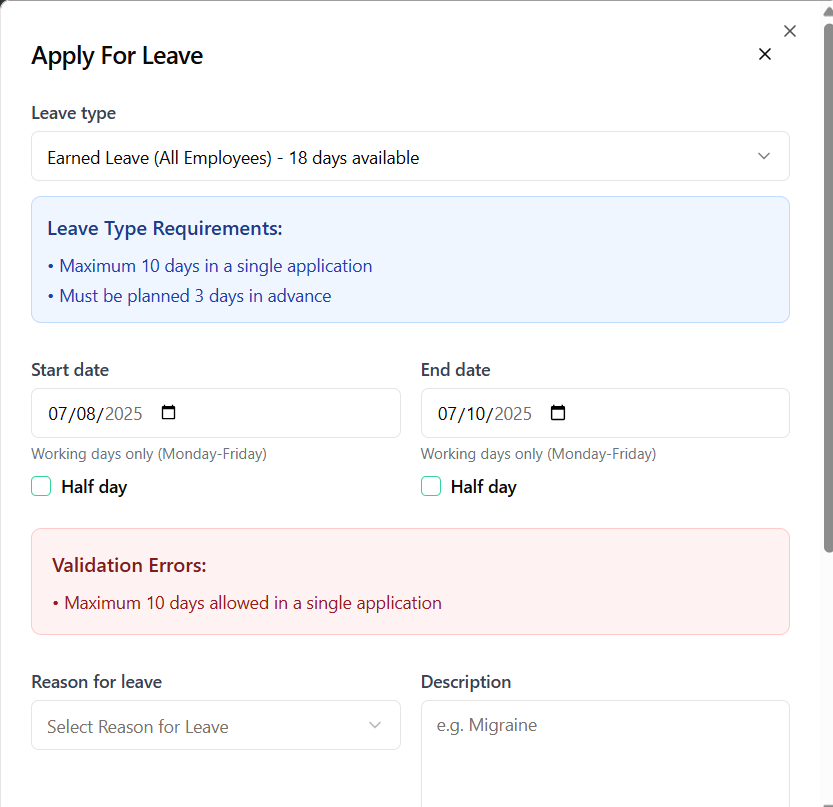 Apply For Leave
Leave type
Earned Leave (All Employees) - 18 days available
Leave Type Requirements:
• Maximum 10 days in a single application
• Must be planned 3 days in advance
Start date
End date
07/08/2025
07/10/2025
Working days only (Monday-Friday)
Working days only (Monday-Friday)
Half day
Half day
Validation Errors:
• Maximum 10 days allowed in a single application
Reason for leave
Description
Select Reason for Leave
e.g. Migraine